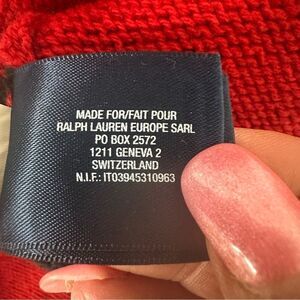 MADE FOR/FAIT POUR
RALPH LAUREN EUROPE SARL
PO BOX 2572
1211 GENEVA 2
SWITZERLAND
N.I.F.: IT03945310963